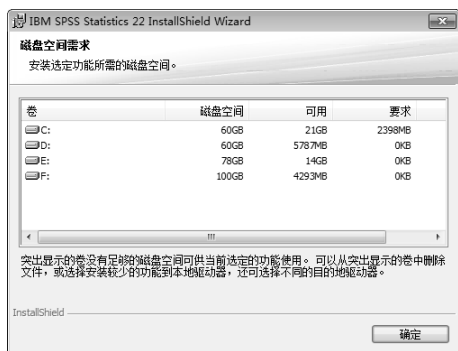 IBM SPSS Statistics 22 InstallShield Wizard
磁盘空间需求
安装选定功能所需的磁盘空间。
卷 磁盘空间 可用 要求
C: 60GB 21GB 2398MB
D: 60GB 5787MB 0KB
E: 78GB 14GB 0KB
F: 100GB 4293MB 0KB
突出显示的卷没有足够的磁盘空间可供当前选定的功能使用。可以从突出显示的卷中删除
文件，或选择安装较少的功能到本地驱动器，还可选择不同的目的地驱动器。
InstallShield
确定